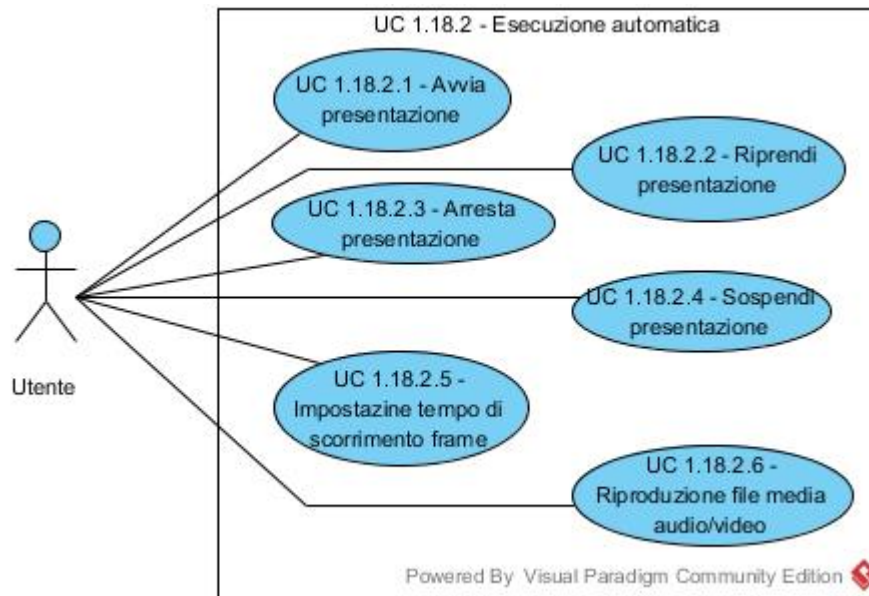 UC 1.18.2 - Esecuzione automatica
UC 1.18.2.1 - Avvia
presentazione
UC 1.18.2.2 - Riprendi
presentazione
UC 1.18.2.3 - Arresta
presentazione
UC 1.18.2.4 - Sospendi
presentazione
Utente
UC 1.18.2.5 -
Impostazine tempo di
scorrimento frame
UC 1.18.2.6 -
Riproduzione file media
audio/video
Powered By Visual Paradigm Community Edition